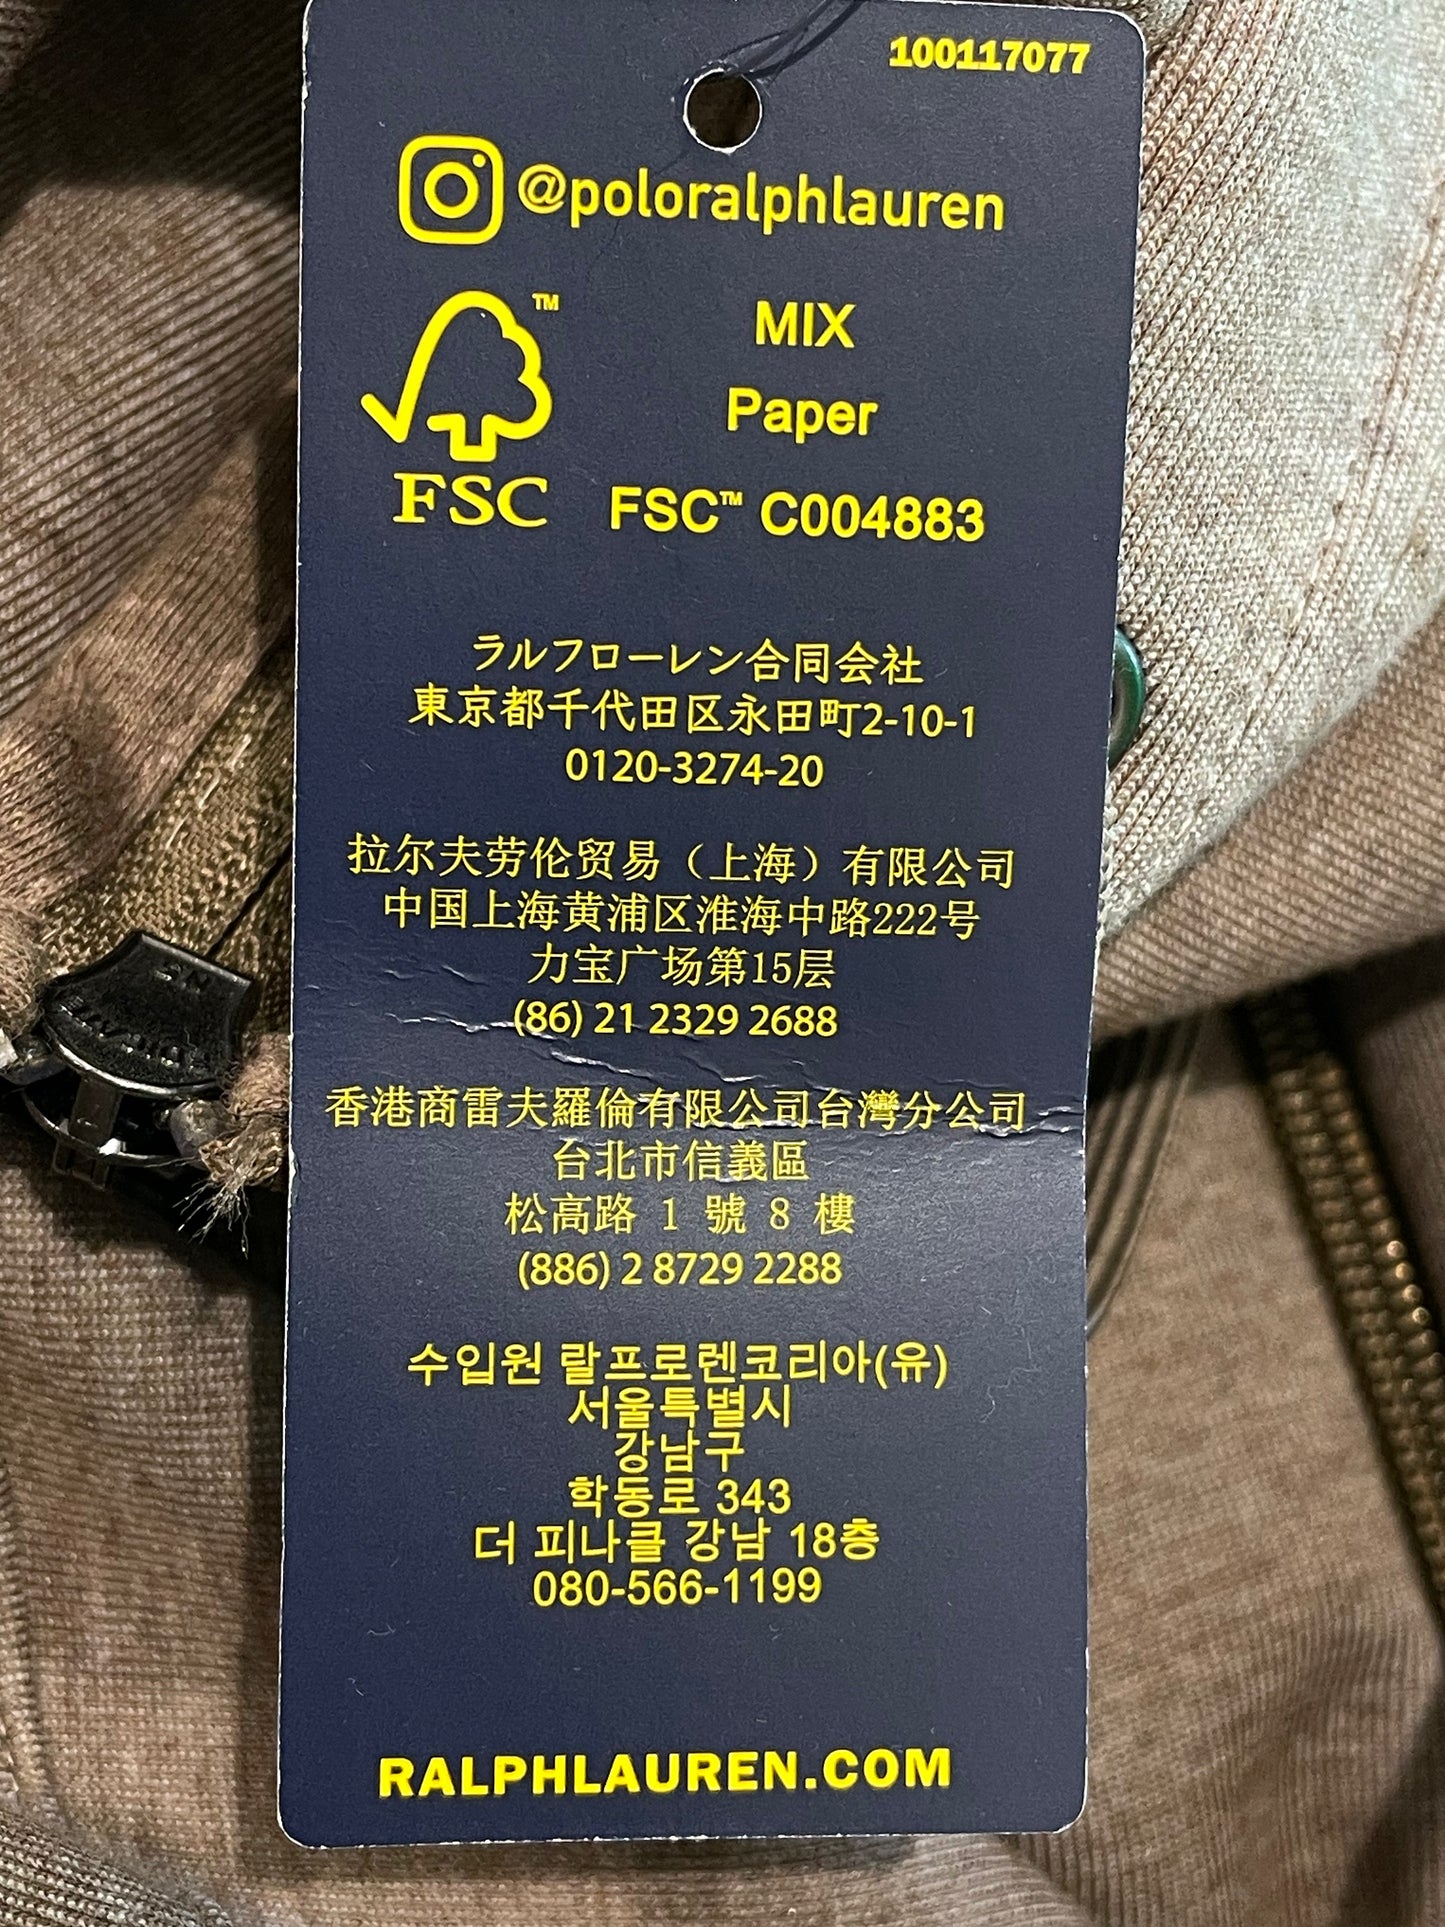 100117077
@poloralphlauren
TM
MIX
Paper
FSC
FSC™ C004883
ラルフローレン合同会社
東京都千代田区永田町2-10-1
0120-3274-20
拉尔夫劳伦贸易（上海）有限公司
中国上海黄浦区淮海中路222号
力宝广场第15层
(86) 21 2329 2688
香港商雷夫羅倫有限公司台灣分公司
台北市信義區
松高路 1 號 8 樓
(886) 2 8729 2288
수입원 랄프로렌코리아(유)
서울특별시
강남구
학동로 343
더 피나클 강남 18층
080-566-1199
RALPHLAUREN.COM